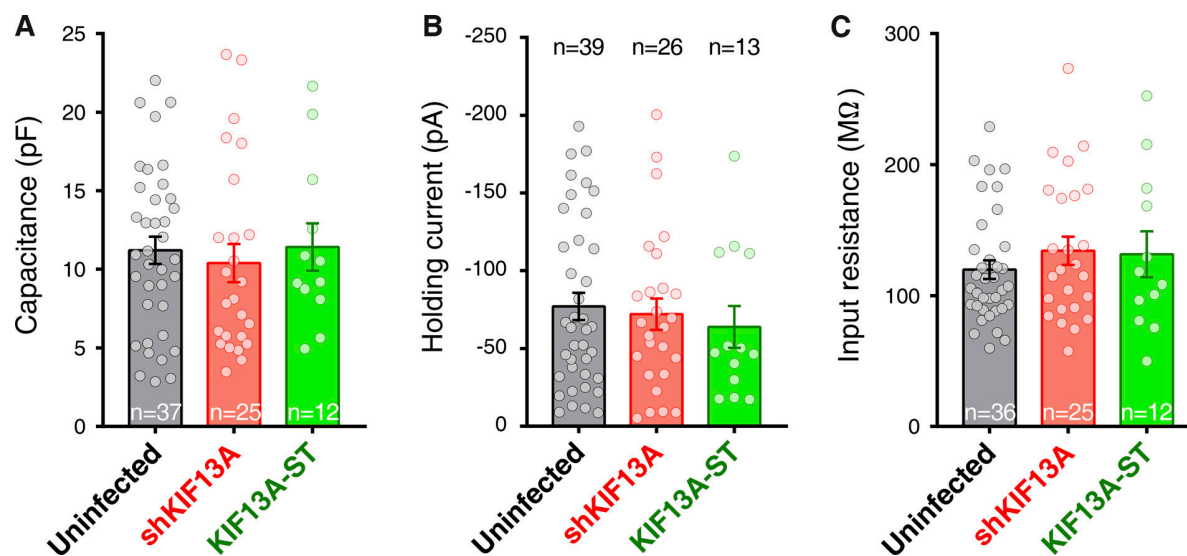 A
Capacitance (pF)
25
20
15
10
5
0
n=37
n=25
n=12
Uninfected
shKIF13A
KIF13A-ST
B
Holding current (pA)
-250
-200
-150
-100
-50
0
n=39
n=26
n=13
Uninfected
shKIF13A
KIF13A-ST
C
Input resistance (MΩ)
300
200
100
0
n=36
n=25
n=12
Uninfected
shKIF13A
KIF13A-ST